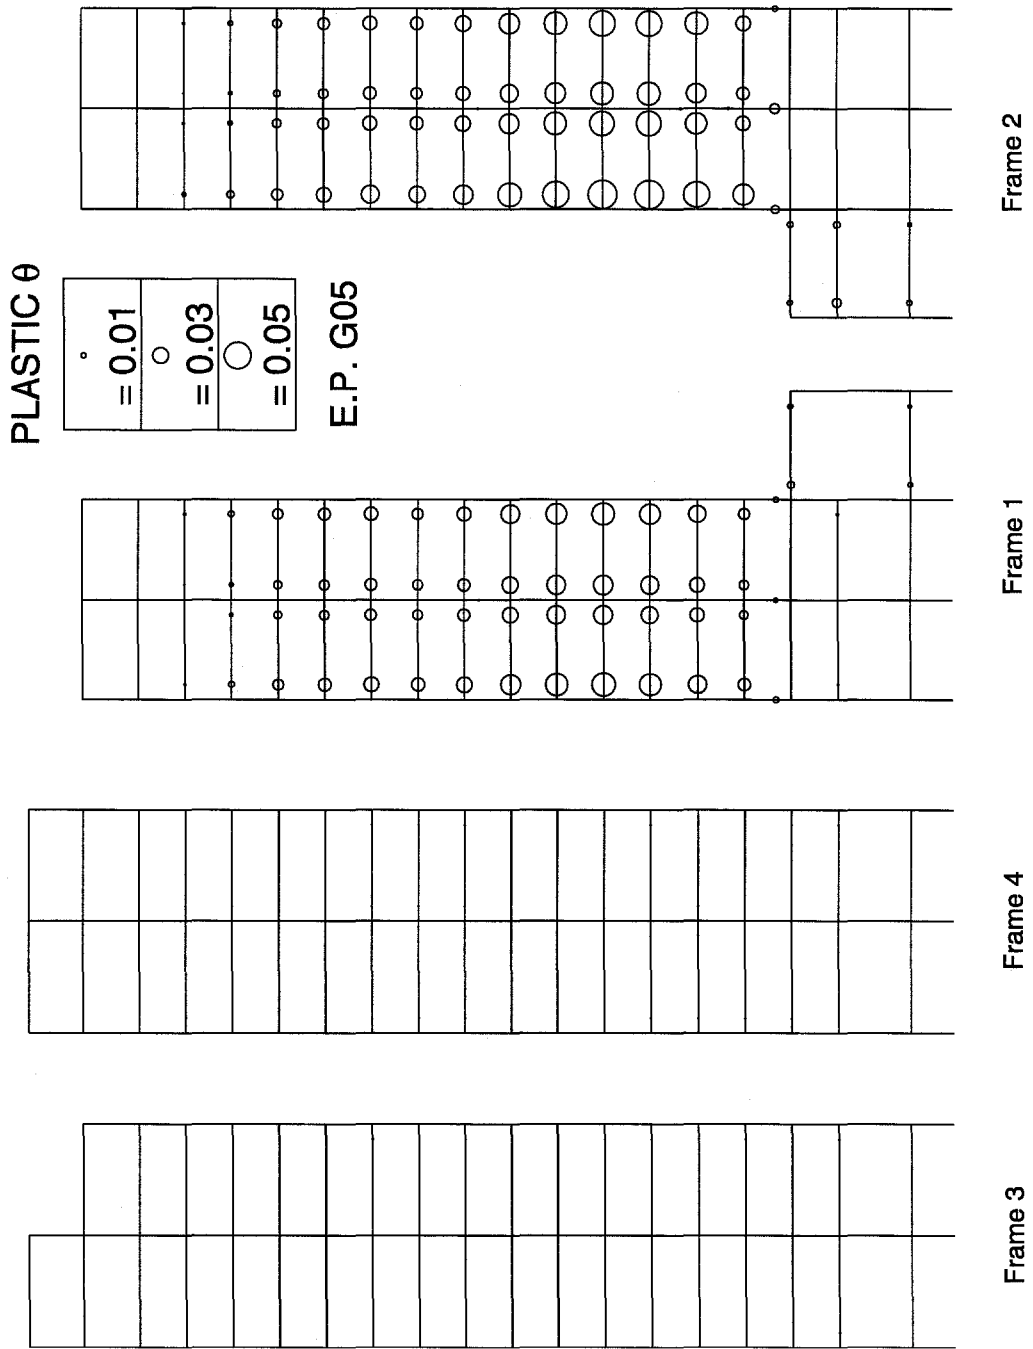 PLASTIC θ
= 0.01
= 0.03
= 0.05
E.P. G05
Frame 3
Frame 4
Frame 1
Frame 2